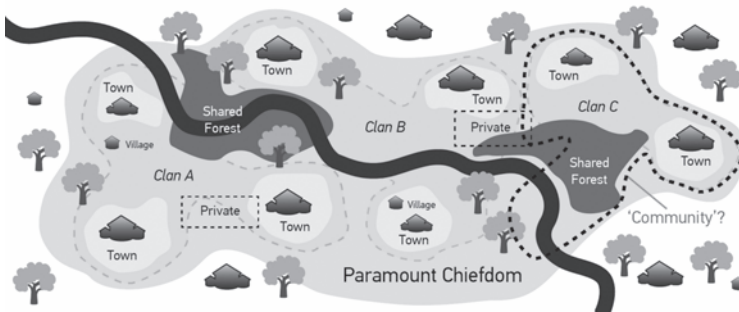 Town
Town
Village
Shared
Forest
Clan A
Private
Town
Town
Clan B
Town
Private
Village
Town
Town
Clan C
Shared
Forest
Town
'Community'?
Paramount Chiefdom